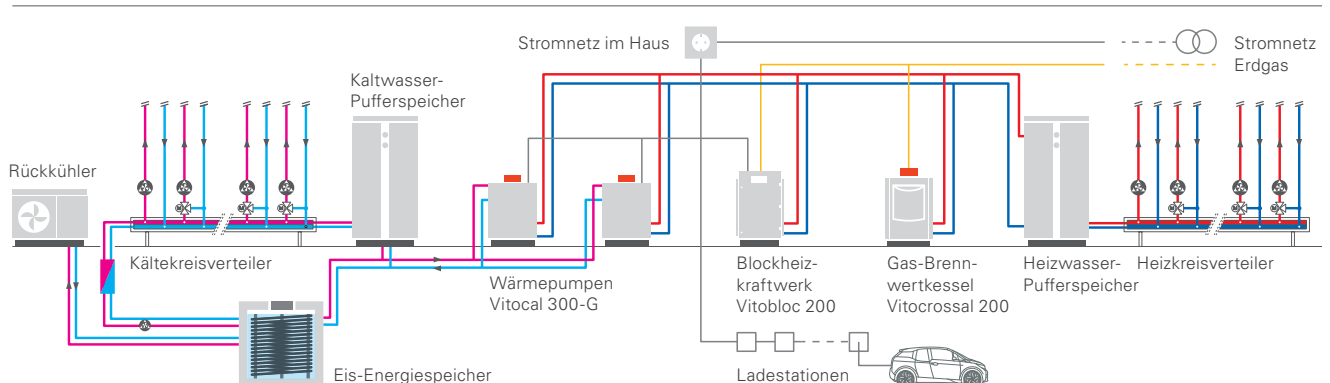 Stromnetz im Haus
Stromnetz
Erdgas
Kaltwasser-
Pufferspeicher
Rückkühler
Kältekreisverteiler
Wärmepumpen
Vitocal 300-G
Blockheiz-
kraftwerk
Vitobloc 200
Gas-Brenn-
wertkessel
Vitocrossal 200
Heizwasser-
Pufferspeicher
Heizkreisverteiler
Eis-Energiespeicher
Ladestationen